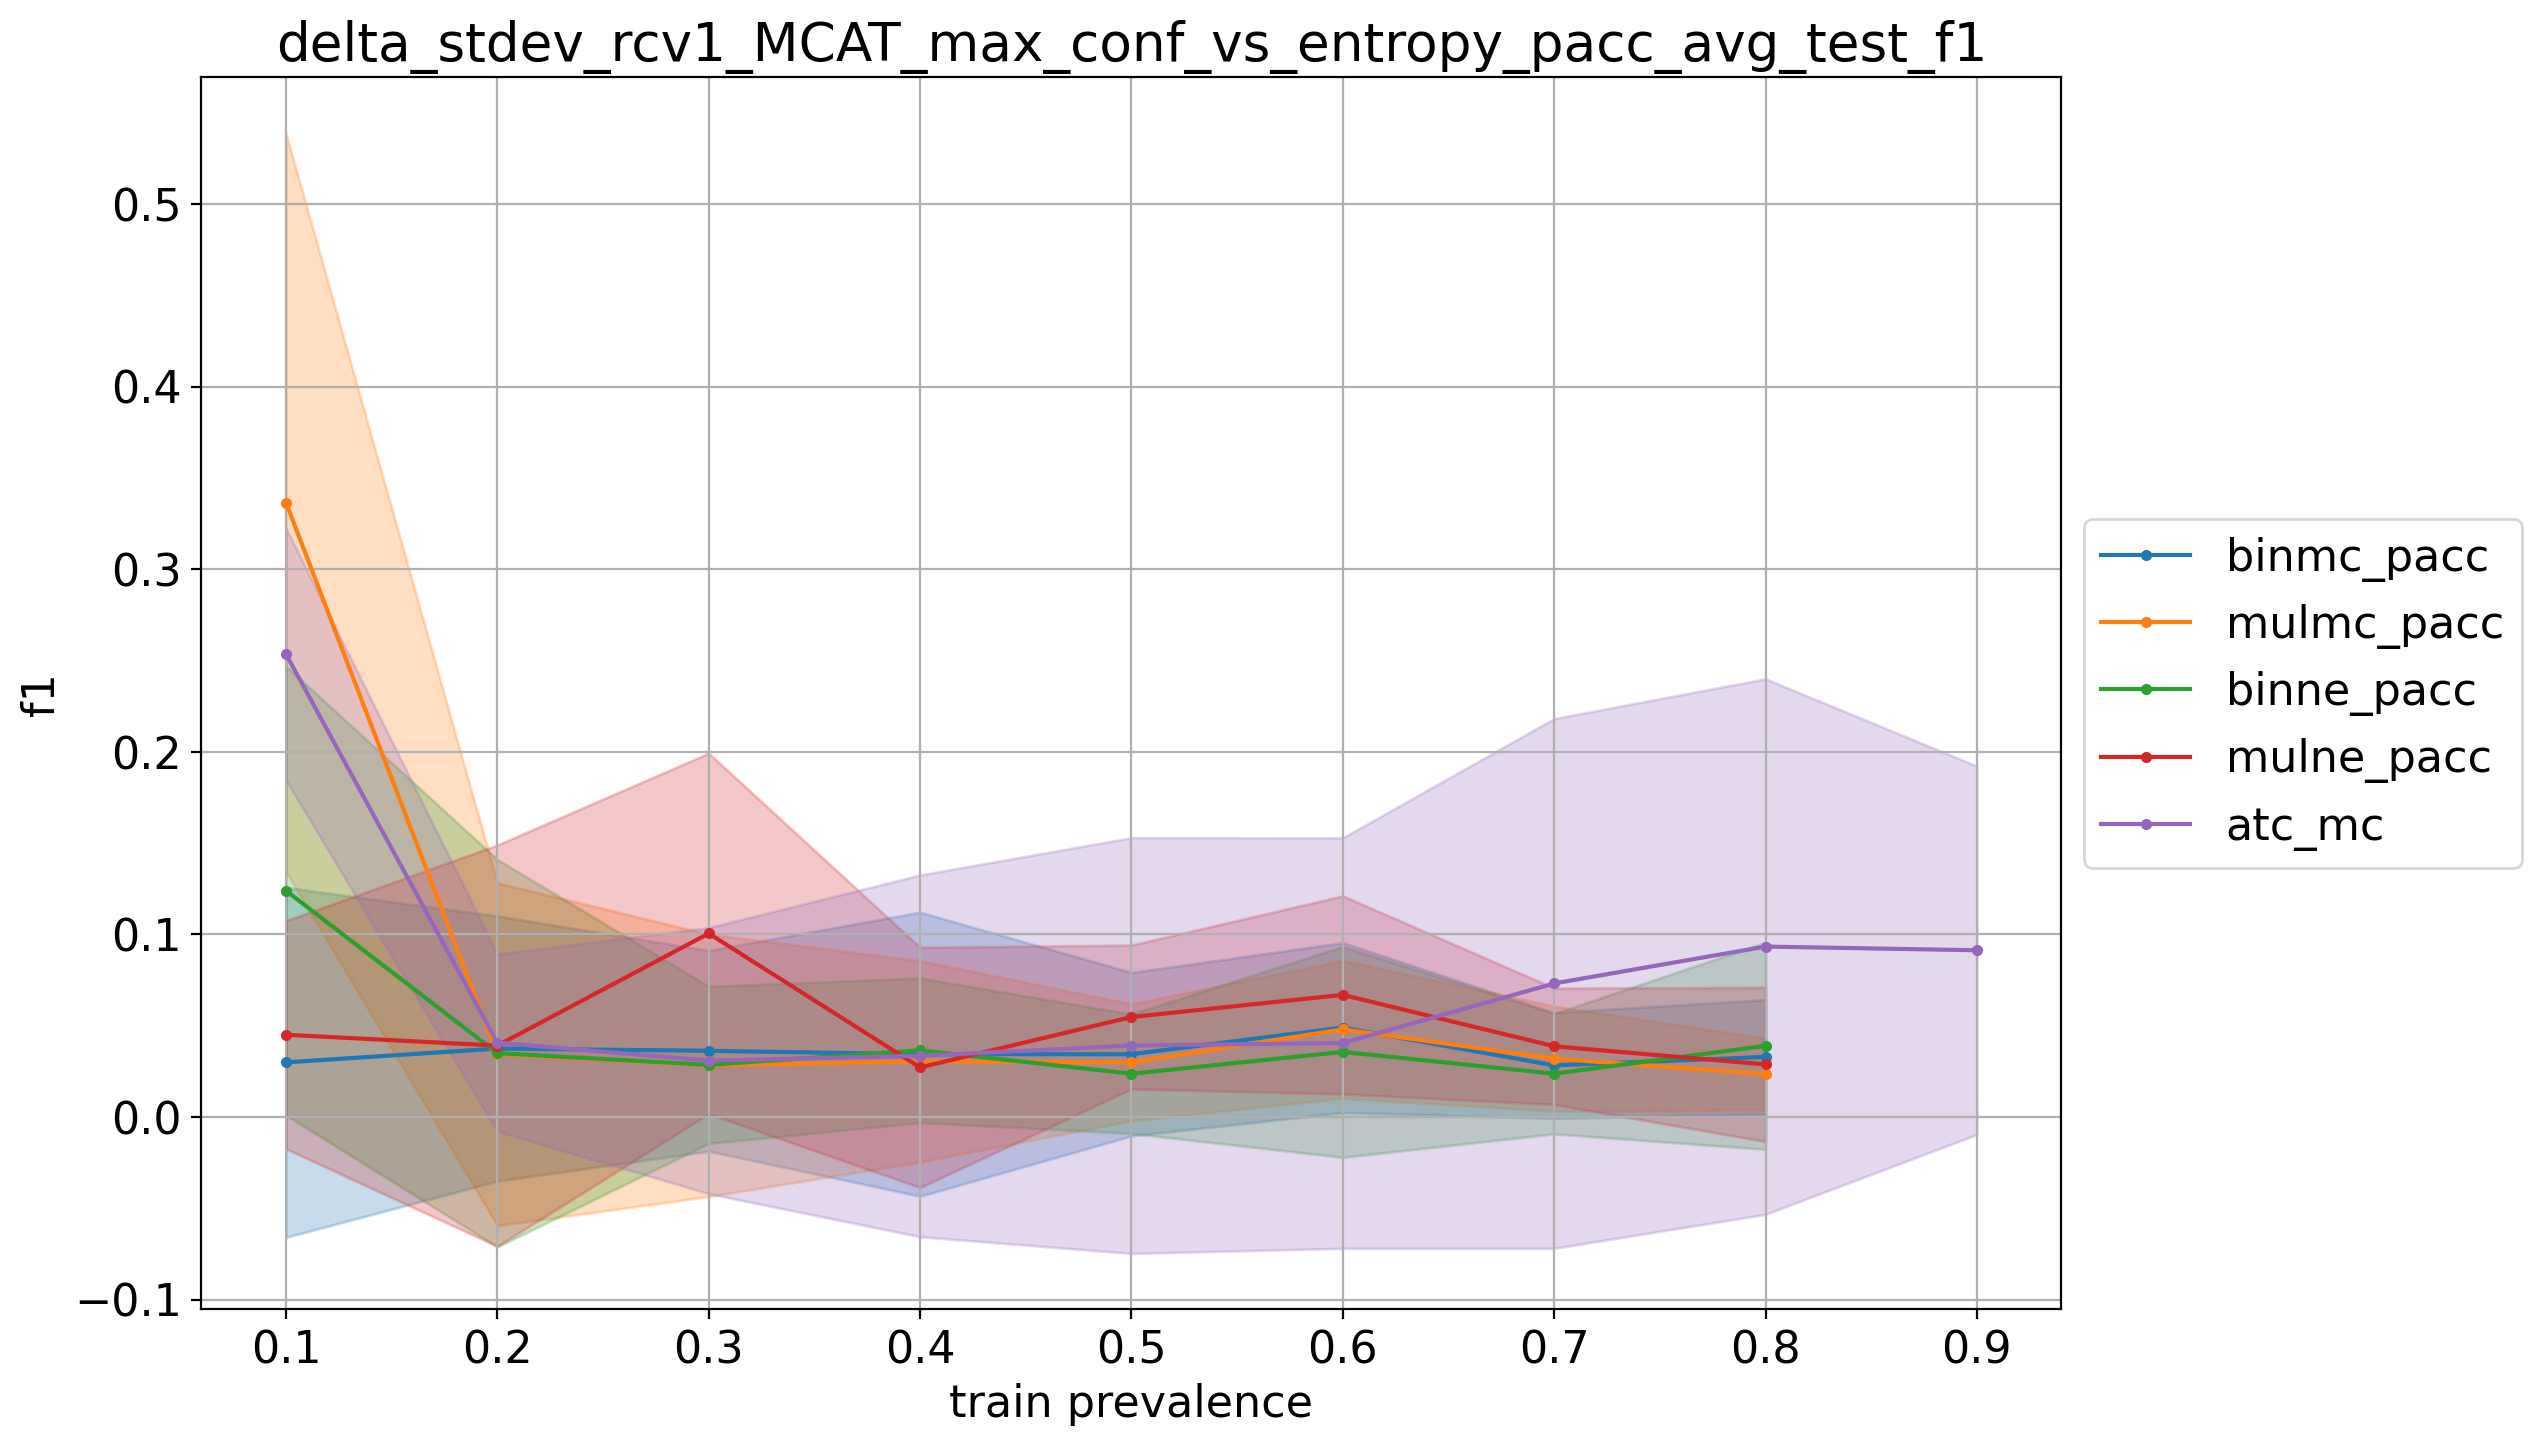 delta_stdev_rcv1_MCAT_max_conf_vs_entropy_pacc_avg_test_f1
f1
0.5
0.4
0.3
0.2
0.1
0.0
−0.1
0.1 0.2 0.3 0.4 0.5 0.6 0.7 0.8 0.9
train prevalence
binmc_pacc
mulmc_pacc
binne_pacc
mulne_pacc
atc_mc